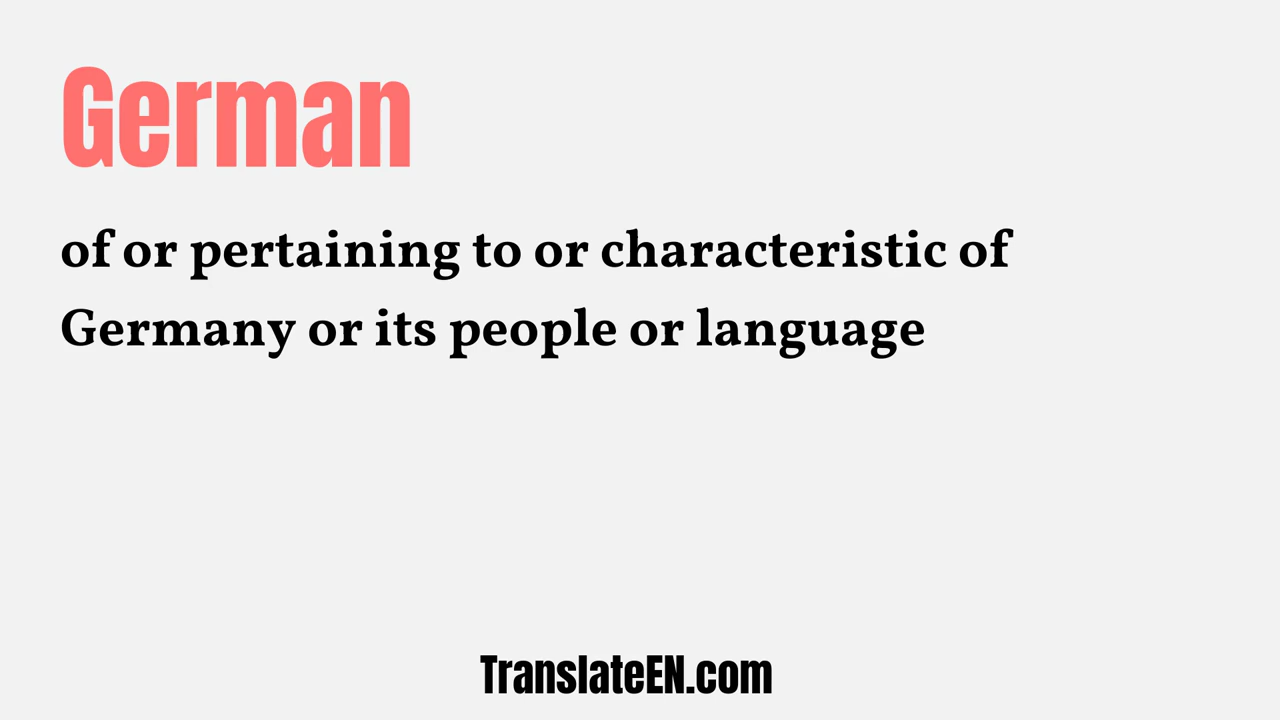 German
of or pertaining to or characteristic of
Germany or its people or language
TranslateEN.com